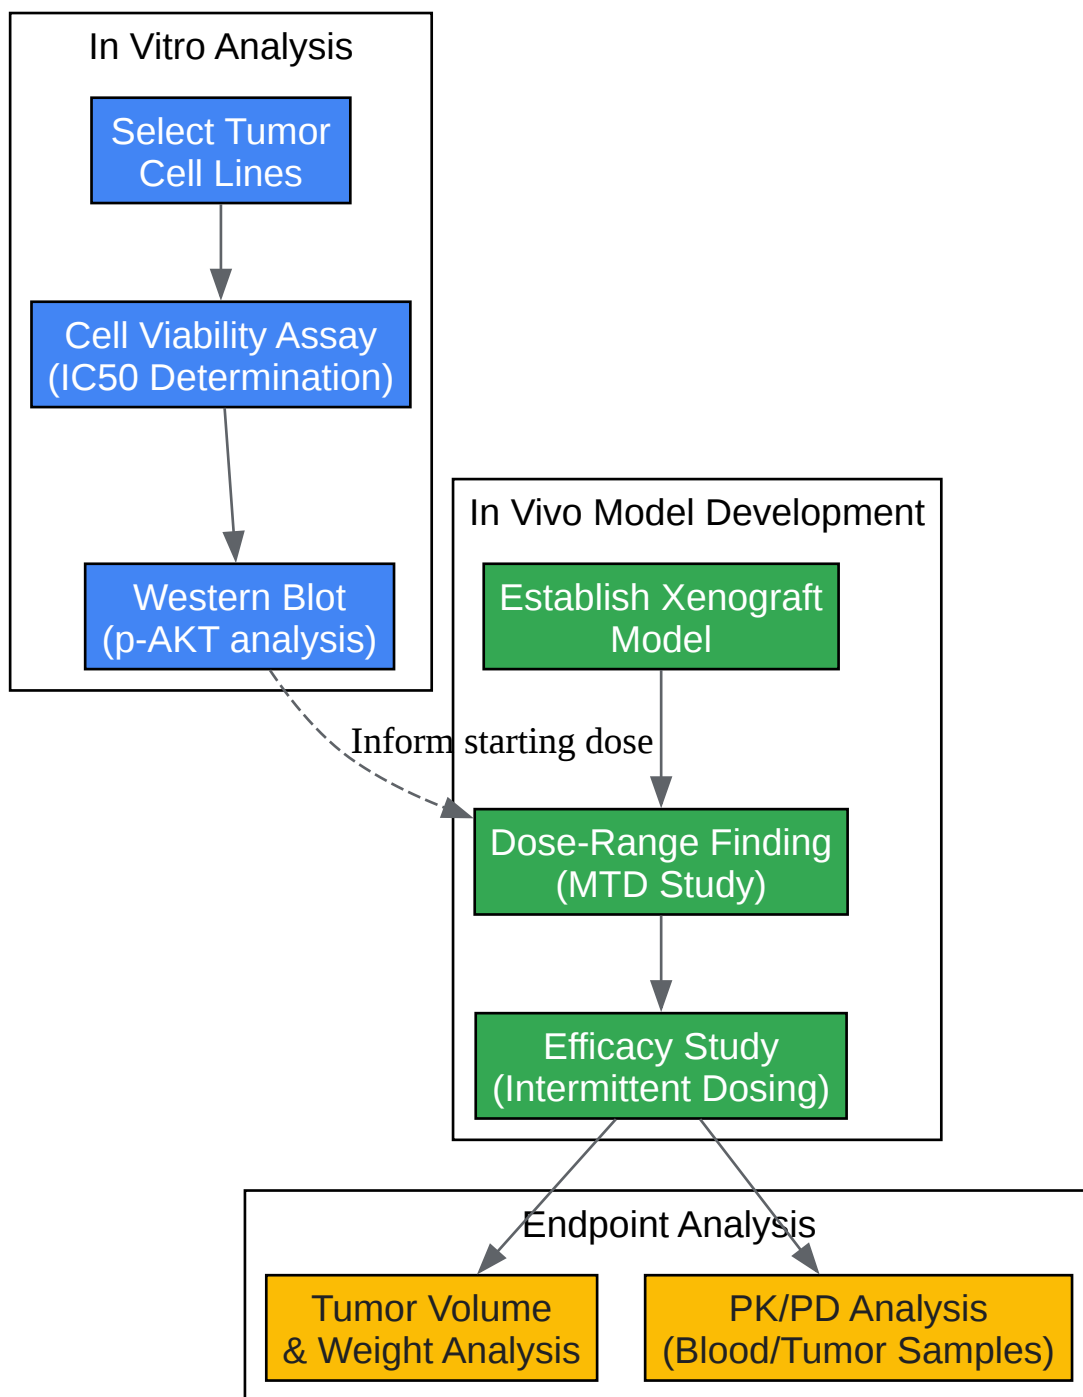 In Vitro Analysis
Select Tumor
Cell Lines
Cell Viability Assay
(IC50 Determination)
Western Blot
(p-AKT analysis)
In Vivo Model Development
Establish Xenograft
Model
Inform starting dose
Dose-Range Finding
(MTD Study)
Efficacy Study
(Intermittent Dosing)
Endpoint Analysis
Tumor Volume
& Weight Analysis
PK/PD Analysis
(Blood/Tumor Samples)